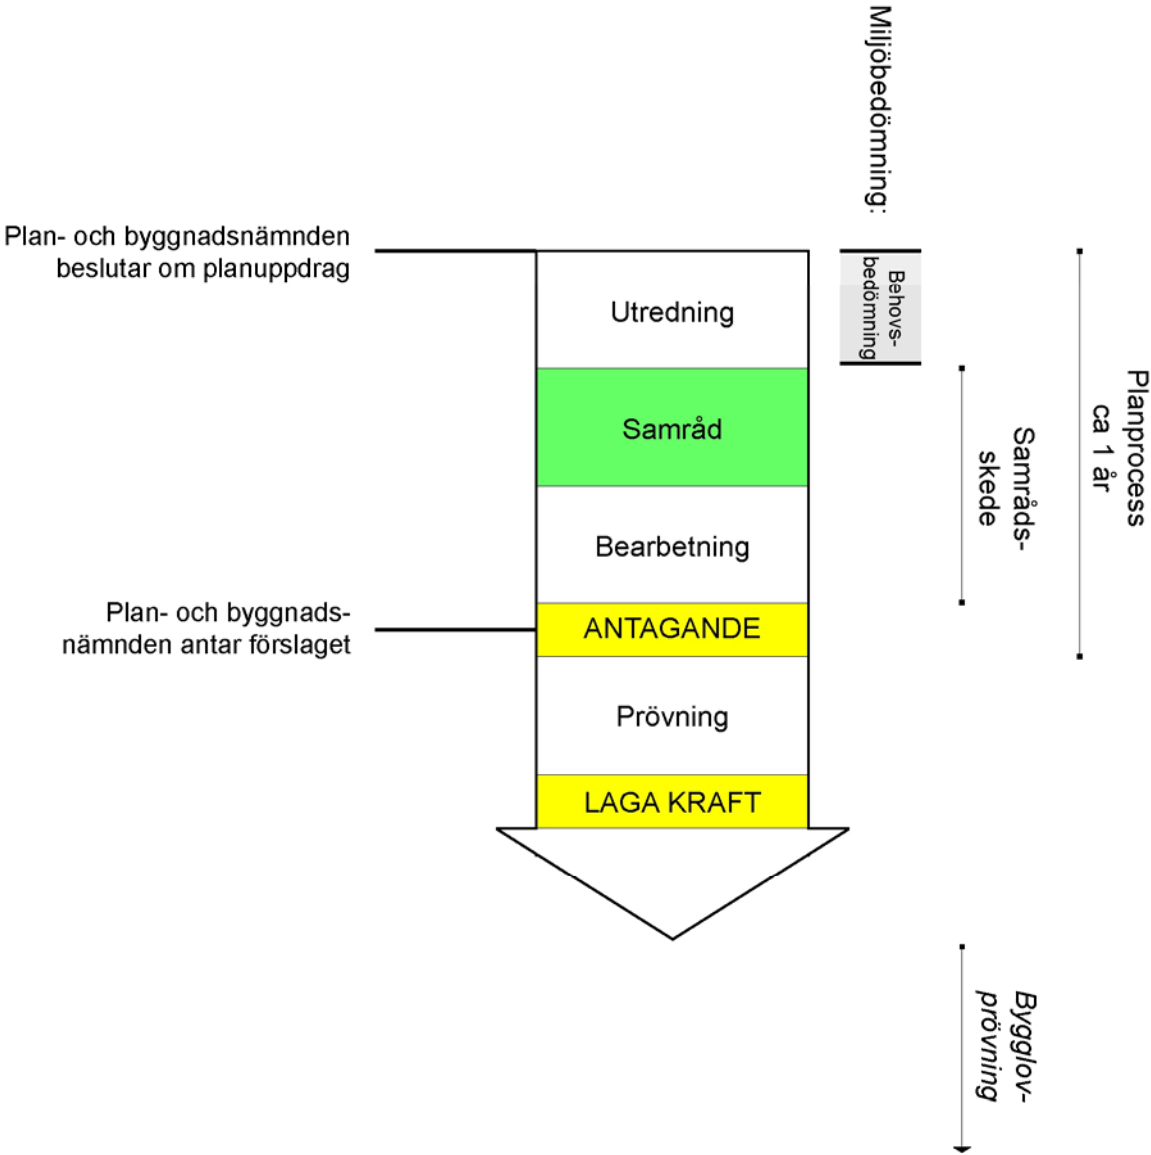 Miljöbedömning:
Plan- och byggnadsnämnden
beslutar om planuppdrag
Utredning
Behovs-
bedömning
Samråd
Planprocess
ca 1 år
Samråds-
skede
Bearbetning
Plan- och byggnads-
nämnden antar förslaget
ANTAGANDE
Prövning
LAGA KRAFT
Bygglov-
prövning